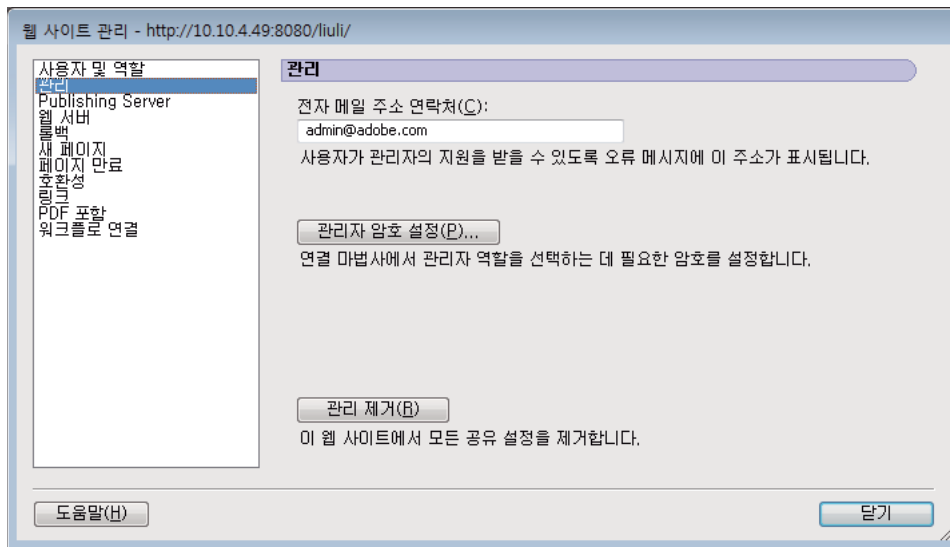 웹 사이트 관리 - http://10.10.4.49:8080/liuli/
사용자 및 역할
관리
Publishing Server
웹 서버
롤백
새 페이지
페이지 만료
호환성
링크
PDF 포함
워크플로 연결
관리
전자 메일 주소 연락처(C):
admin@adobe.com
사용자가 관리자의 지원을 받을 수 있도록 오류 메시지에 이 주소가 표시됩니다.
관리자 암호 설정(P)...
연결 마법사에서 관리자 역할을 선택하는 데 필요한 암호를 설정합니다.
관리 제거(R)
이 웹 사이트에서 모든 공유 설정을 제거합니다.
도움말(H)
닫기